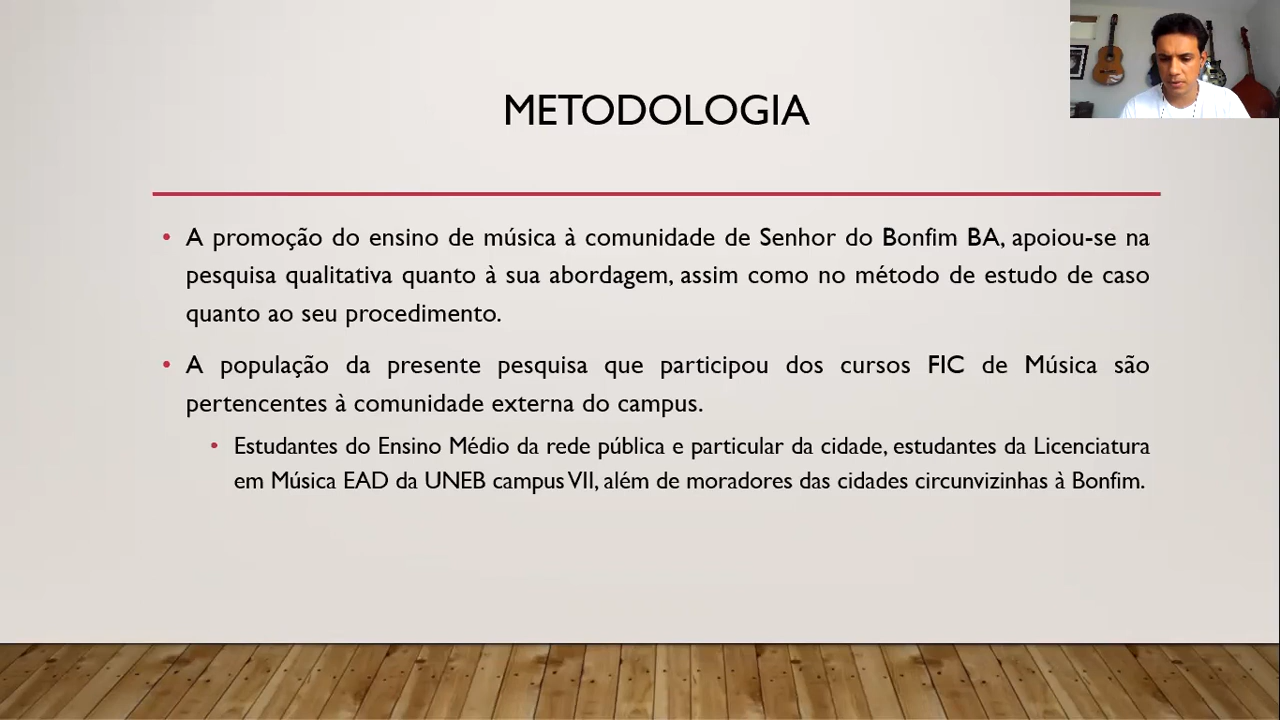 METODOLOGIA
• A promoção do ensino de música à comunidade de Senhor do Bonfim BA, apoiou-se na
pesquisa qualitativa quanto à sua abordagem, assim como no método de estudo de caso
quanto ao seu procedimento.
• A população da presente pesquisa que participou dos cursos FIC de Música são
pertencentes à comunidade externa do campus.
• Estudantes do Ensino Médio da rede pública e particular da cidade, estudantes da Licenciatura
em Música EAD da UNEB campus VII, além de moradores das cidades circunvizinhas à Bonfim.